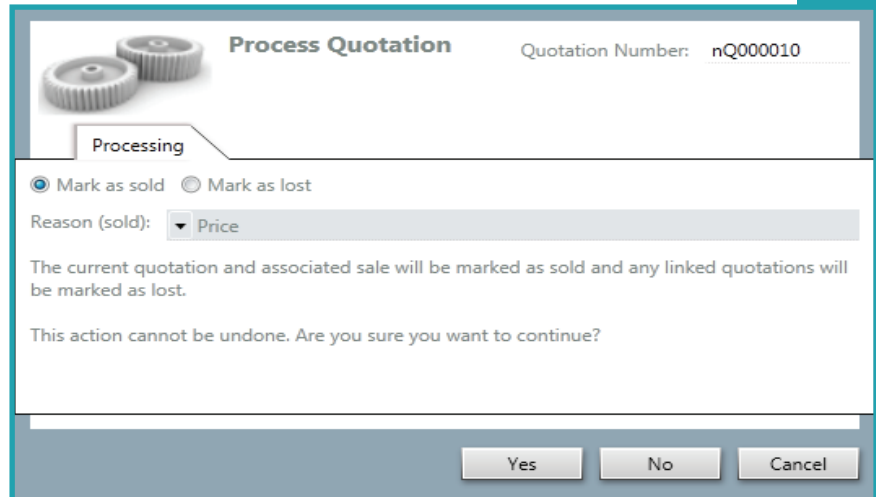 Process Quotation
Quotation Number: nQ000010
Processing
Mark as sold Mark as lost
Reason (sold): Price
The current quotation and associated sale will be marked as sold and any linked quotations will
be marked as lost.
This action cannot be undone. Are you sure you want to continue?
Yes No Cancel